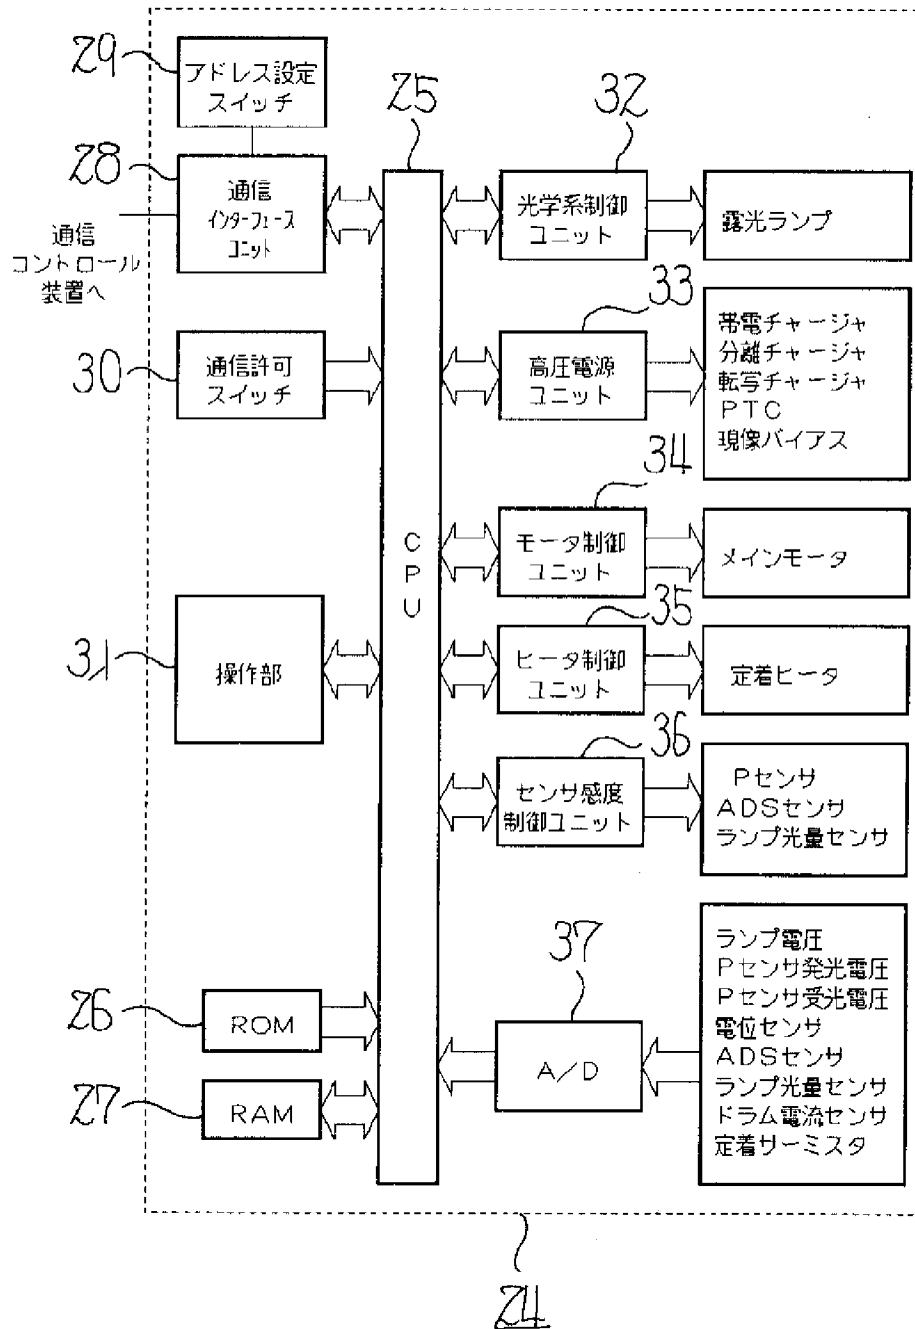 29
アドレス設定
スイッチ
28
通信
インターフェース
ユニット
通信
コントロール
装置へ
30
通信許可
スイッチ
31
操作部
26
ROM
27
RAM
25
CPU
32
光学系制御
ユニット
露光ランプ
33
高圧電源
ユニット
帯電チャージャ
分離チャージャ
転写チャージャ
PTC
現像バイアス
34
モータ制御
ユニット
メインモータ
35
ヒータ制御
ユニット
定着ヒータ
36
センサ感度
制御ユニット
Pセンサ
ADSセンサ
ランプ光量センサ
37
A/D
ランプ電圧
Pセンサ発光電圧
Pセンサ受光電圧
電位センサ
ADSセンサ
ランプ光量センサ
ドラム電流センサ
定着サーミスタ
24